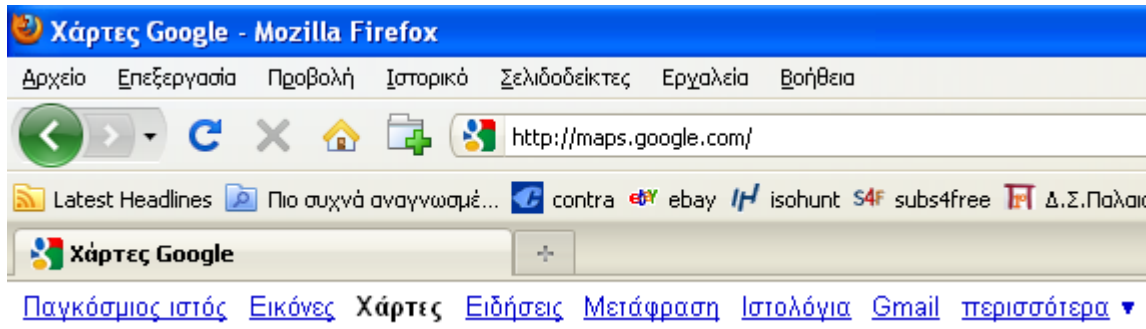 Χάρτες Google - Mozilla Firefox
Αρχείο Επεξεργασία Προβολή Ιστορικό Σελιδοδείκτες Εργαλεία Βοήθεια
http://maps.google.com/
Latest Headlines Πιο συχνά αναγνωσμέ... contra ebay isohunt S4F subs4free Δ.Σ.Παλαιο
Χάρτες Google
Παγκόσμιος ιστός Εικόνες Χάρτες Ειδήσεις Μετάφραση Ιστολόγια Gmail περισσότερα ▼